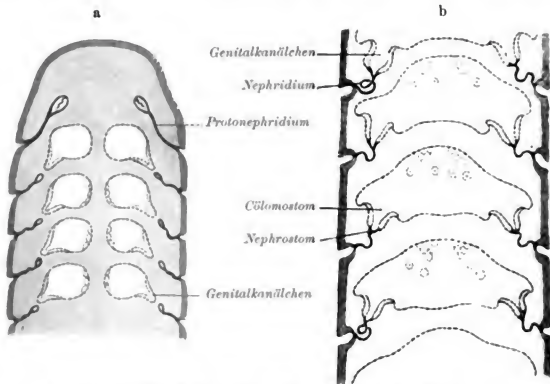 a
b
Genitalkanälchen
Nephridium
Protonephridium
Cölomostom
Nephrostom
Genitalkanälchen